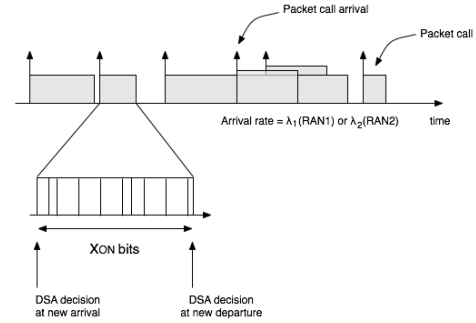 Packet call arrival
Packet call
Arrival rate = λ1(RAN1) or λ2(RAN2)
time
XON bits
DSA decision
at new arrival
DSA decision
at new departure